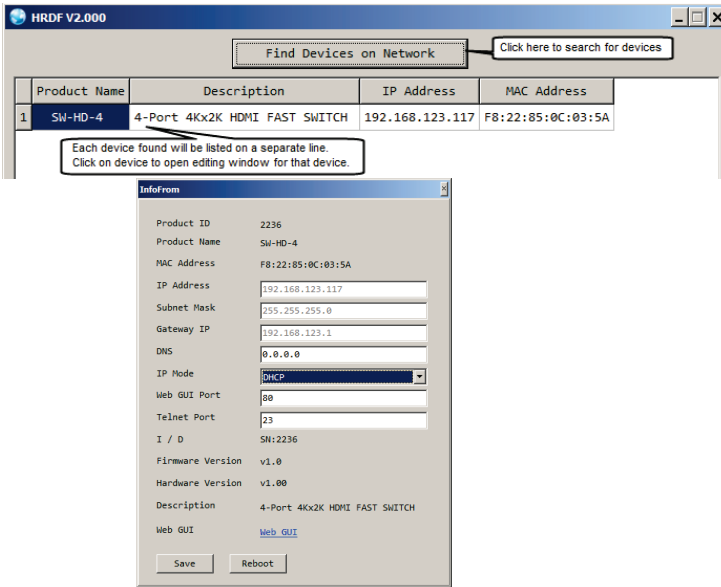 HRDF V2.000
Find Devices on Network
Click here to search for devices
Product Name Description IP Address MAC Address
1 SW-HD-4 4-Port 4Kx2K HDMI FAST SWITCH 192.168.123.117 F8:22:85:0C:03:5A
Each device found will be listed on a separate line.
Click on device to open editing window for that device.
InfoFrom
Product ID 2236
Product Name SW-HD-4
MAC Address F8:22:85:0C:03:5A
IP Address 192.168.123.117
Subnet Mask 255.255.255.0
Gateway IP 192.168.123.1
DNS 0.0.0.0
IP Mode DHCP
Web GUI Port 80
Telnet Port 23
I / D SN:2236
Firmware Version v1.0
Hardware Version v1.00
Description 4-Port 4Kx2K HDMI FAST SWITCH
Web GUI Web GUI
Save Reboot